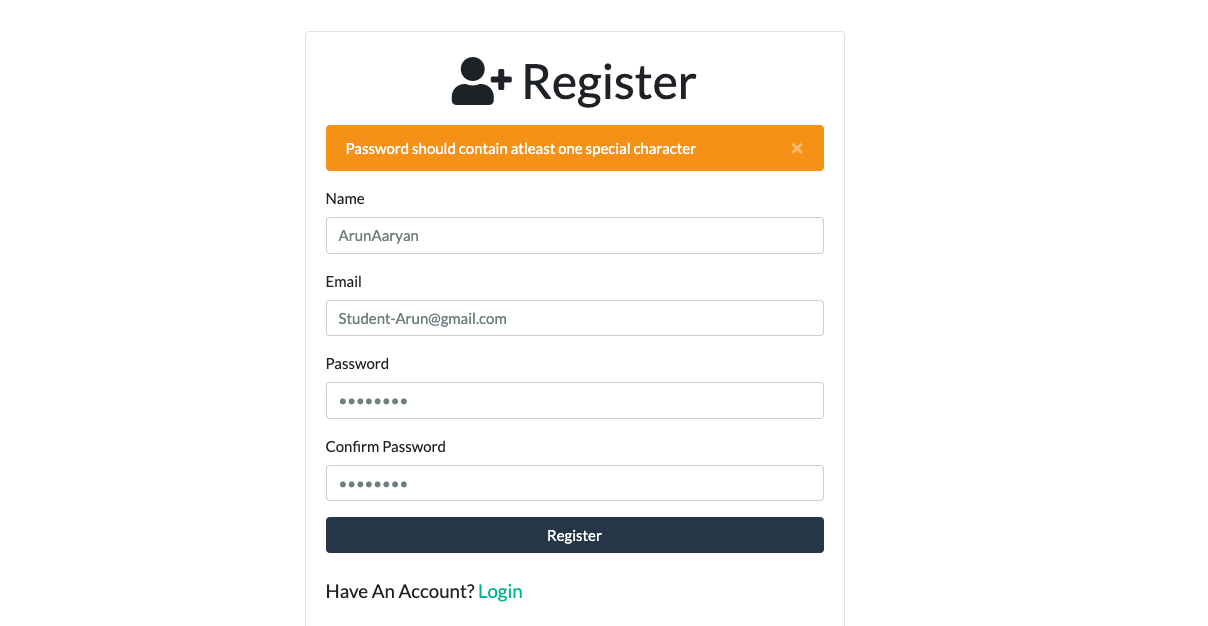 Register
Password should contain atleast one special character ×
Name
ArunAaryan
Email
Student-Arun@gmail.com
Password
••••••••
Confirm Password
••••••••
Register
Have An Account? Login